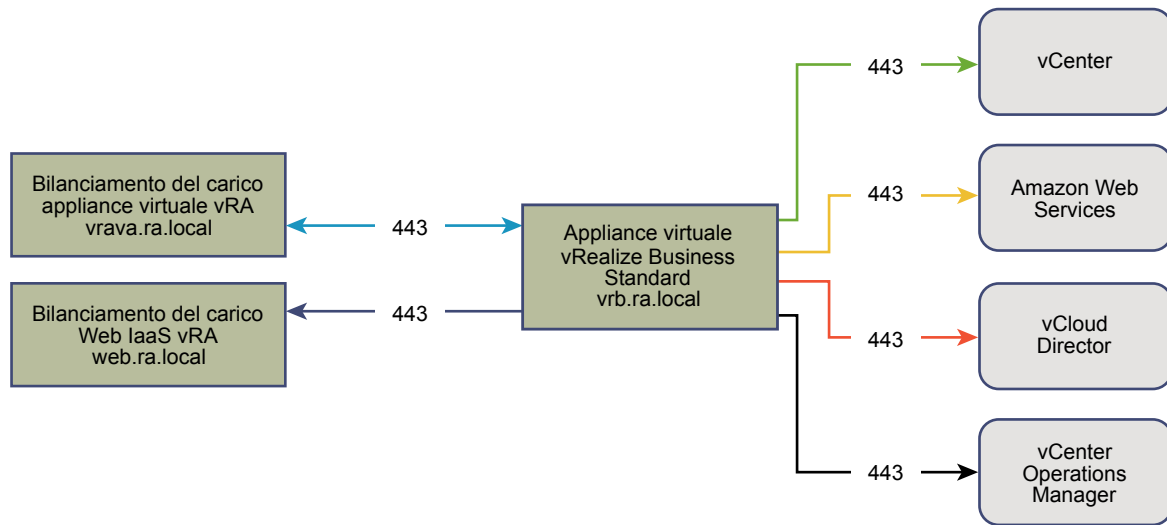 443
vCenter
Bilanciamento del carico
appliance virtuale vRA
vrava.ra.local
443
Appliance virtuale
vRealize Business
Standard
vrb.ra.local
443
Amazon Web
Services
Bilanciamento del carico
Web IaaS vRA
web.ra.local
443
443
vCloud
Director
443
vCenter
Operations
Manager